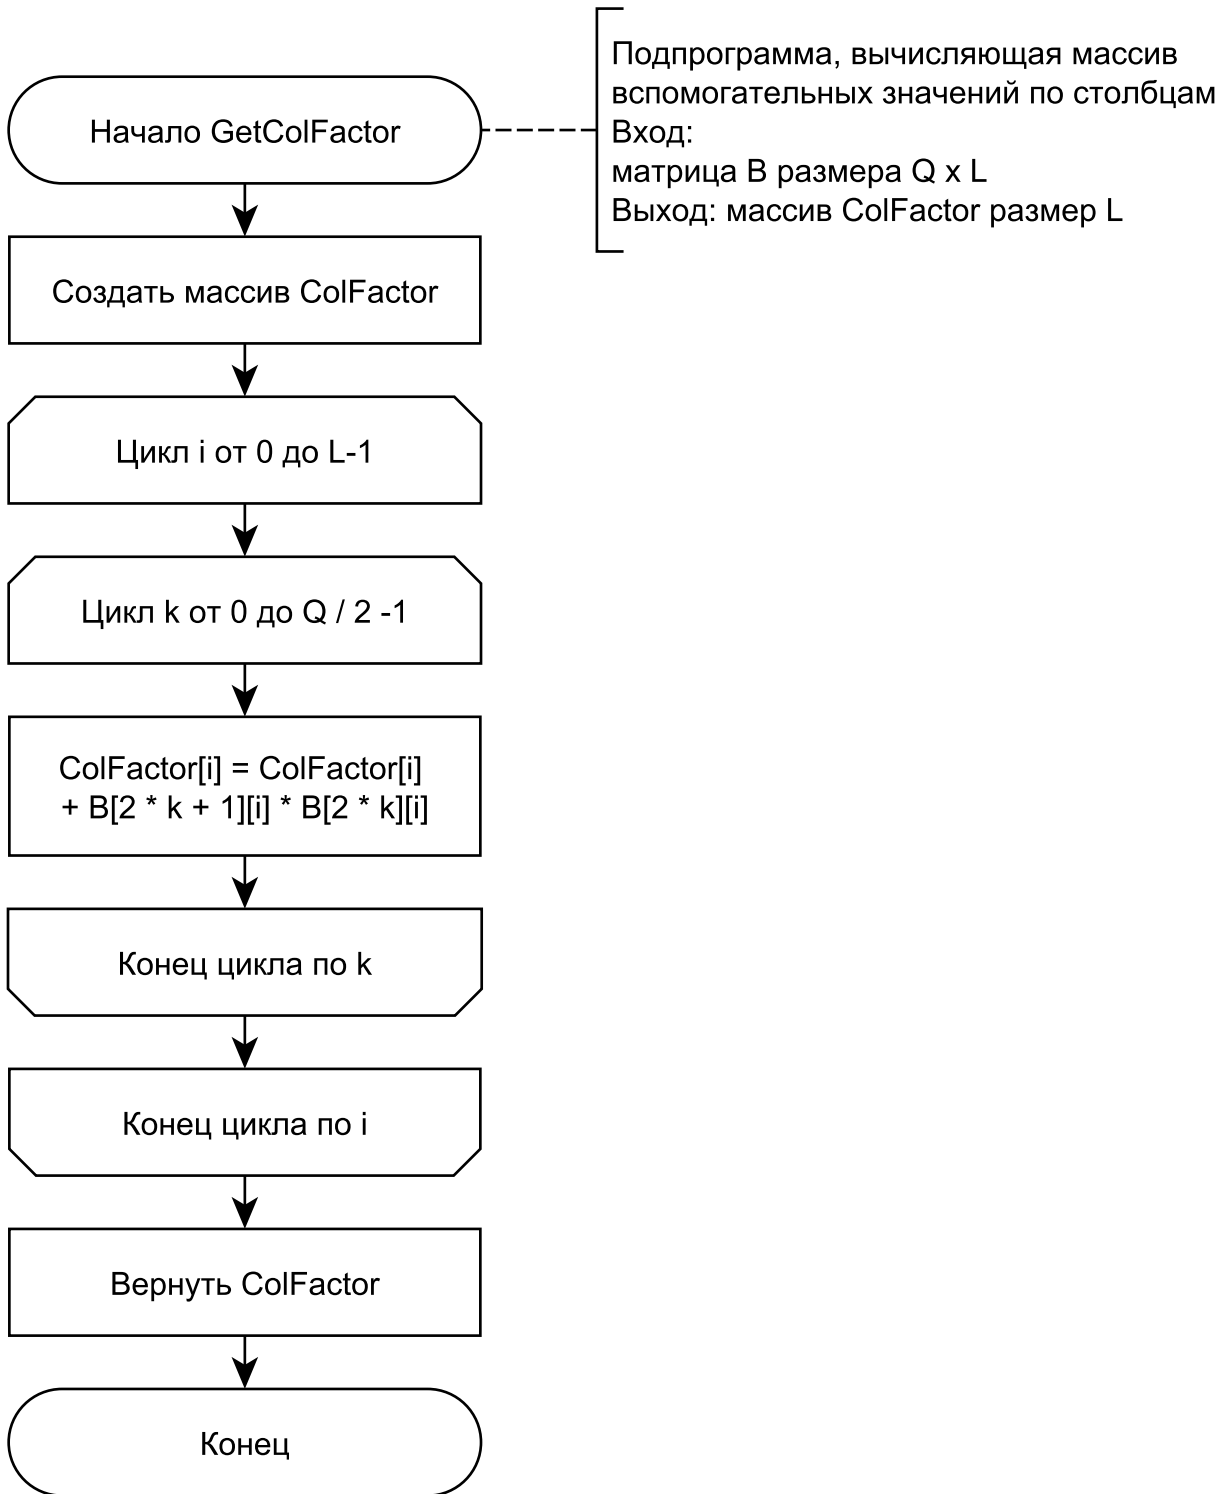 Подпрограмма, вычисляющая массив
вспомогательных значений по столбцам
Вход:
матрица B размера Q x L
Выход: массив ColFactor размер L
Начало GetColFactor
Создать массив ColFactor
Цикл i от 0 до L-1
Цикл k от 0 до Q / 2 -1
ColFactor[i] = ColFactor[i]
+ B[2 * k + 1][i] * B[2 * k][i]
Конец цикла по k
Конец цикла по i
Вернуть ColFactor
Конец